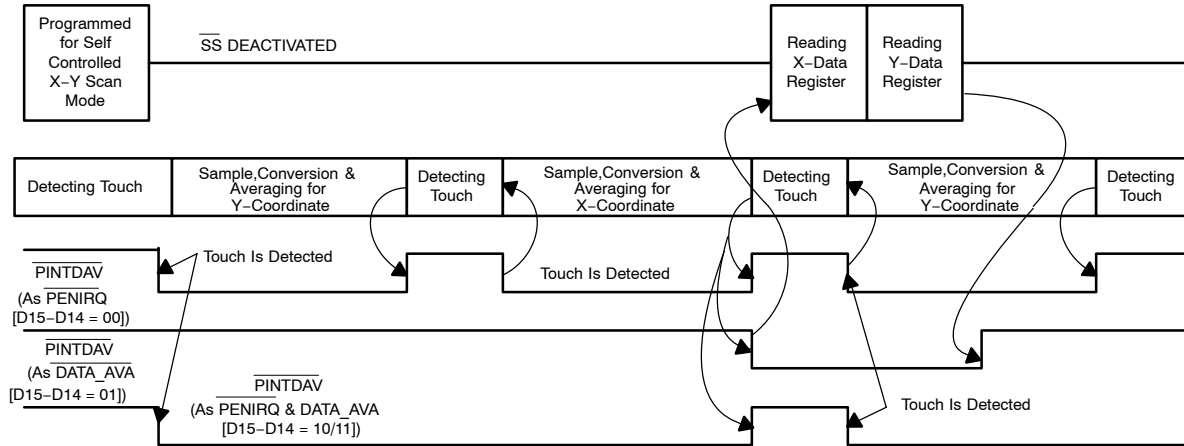 Programmed
for Self
Controlled
X−Y Scan
Mode
SS DEACTIVATED
Reading
X−Data
Register
Reading
Y−Data
Register
Detecting Touch
Sample,Conversion &
Averaging for
Y−Coordinate
Detecting
Touch
Sample,Conversion &
Averaging for
X−Coordinate
Detecting
Touch
Sample,Conversion &
Averaging for
Y−Coordinate
Detecting
Touch
PINTDAV
(As PENIRQ
[D15−D14 = 00])
Touch Is Detected
Touch Is Detected
PINTDAV
(As DATA_AVA
[D15−D14 = 01])
PINTDAV
(As PENIRQ & DATA_AVA
[D15−D14 = 10/11])
Touch Is Detected